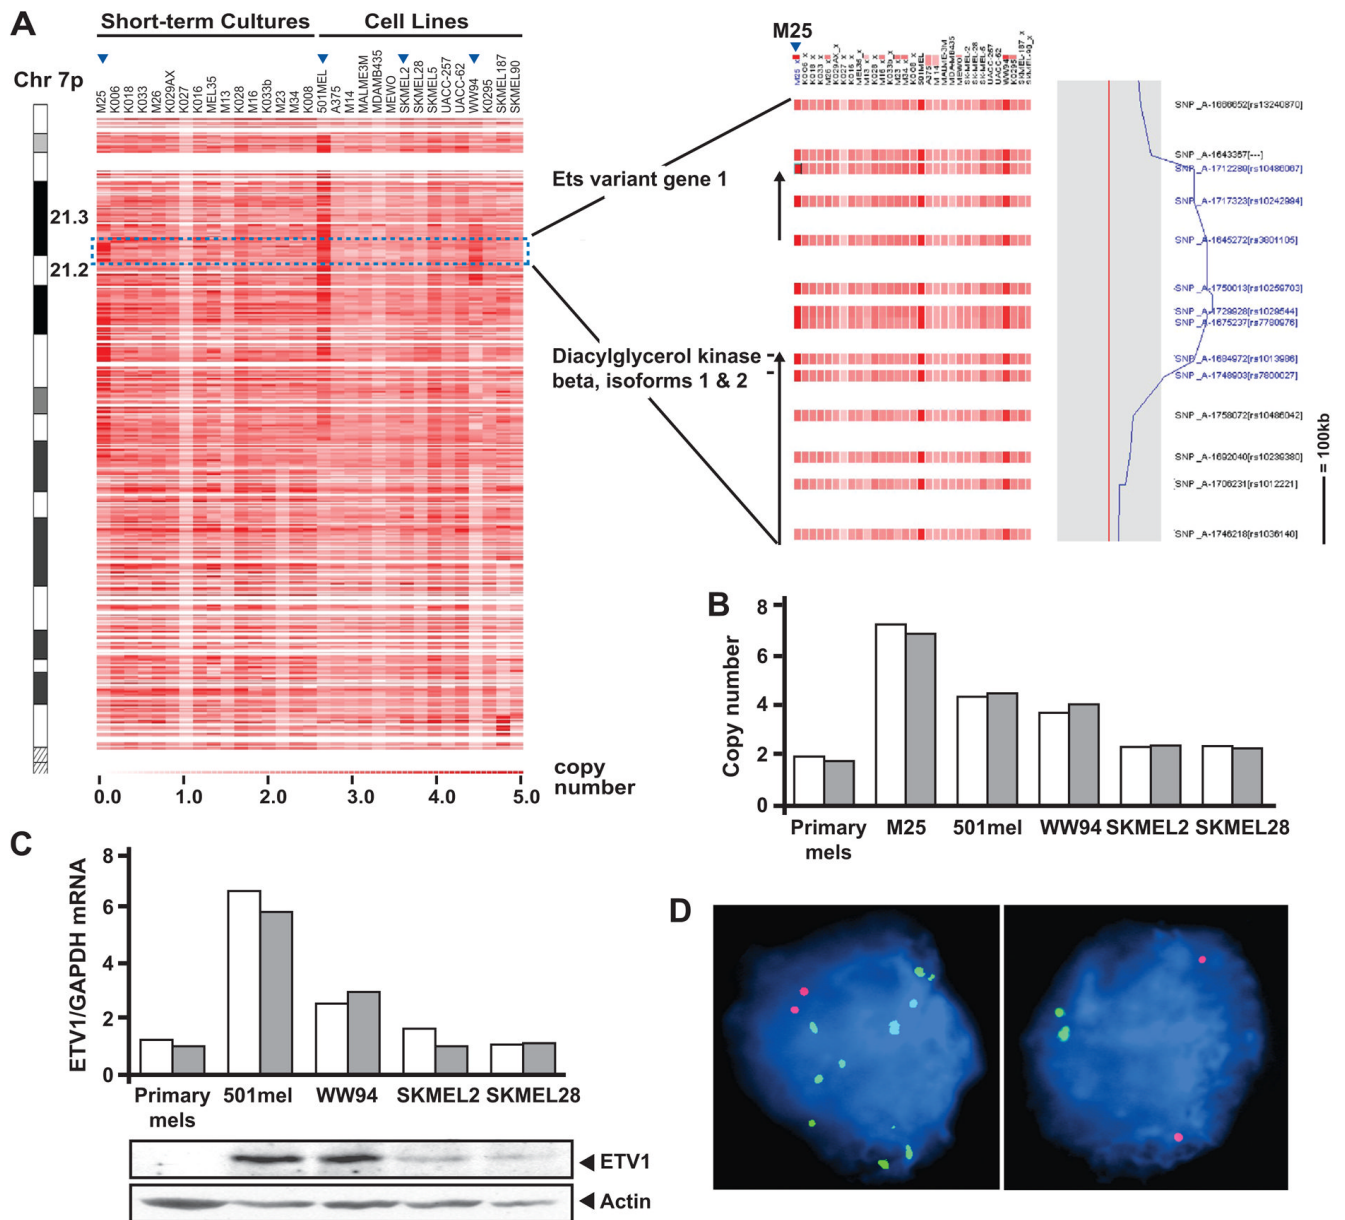 A
Short-term Cultures
Cell Lines
Chr 7p
M25
K006
K018
K033
M26
K029AX
K027
K016
MEL35
M13
K028
M16
K033b
M23
M34
K008
501MEL
A375
M14
MALME3M
MDAMB435
MEWO
SKMEL2
SKMEL28
SKMEL5
UACC-257
UACC-62
WW94
K0295
SKMEL187
SKMEL90
21.3
21.2
copy
number
0.0
1.0
2.0
3.0
4.0
5.0
Ets variant gene 1
Diacylglycerol kinase
beta, isoforms 1 & 2
M25
SNP_A-1666652[rs13240870]
SNP_A-1643367[---]
SNP_A-1712289[rs10486067]
SNP_A-1717323[rs10242994]
SNP_A-1645272[rs3801105]
SNP_A-1750013[rs10259703]
SNP_A-1729928[rs1029544]
SNP_A-1675237[rs7780976]
SNP_A-1684972[rs1013986]
SNP_A-1748903[rs7800027]
SNP_A-1758072[rs10486042]
SNP_A-1692040[rs10239380]
SNP_A-1706231[rs1012221]
SNP_A-1746218[rs1036140]
= 100kb
B
Copy number
8
6
4
2
0
Primary
mels
M25
501mel
WW94
SKMEL2
SKMEL28
C
ETV1/GAPDH mRNA
8
6
4
2
0
Primary
mels
501mel
WW94
SKMEL2
SKMEL28
ETV1
Actin
D